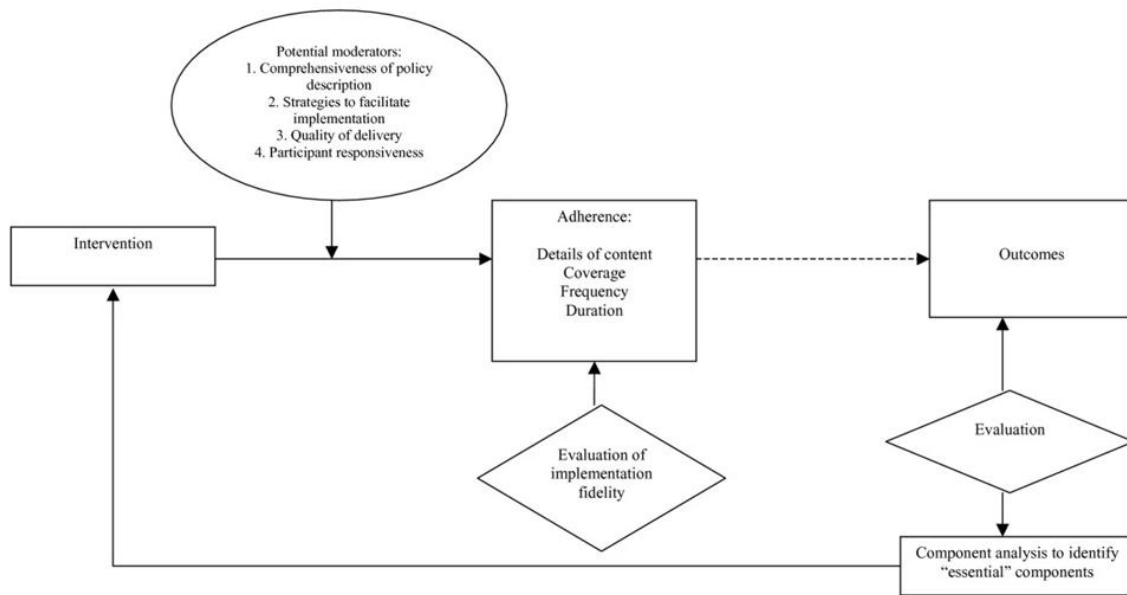 Potential moderators:
1. Comprehensiveness of policy
description
2. Strategies to facilitate
implementation
3. Quality of delivery
4. Participant responsiveness
Intervention
Adherence:
Details of content
Coverage
Frequency
Duration
Outcomes
Evaluation of
implementation
fidelity
Evaluation
Component analysis to identify
“essential” components